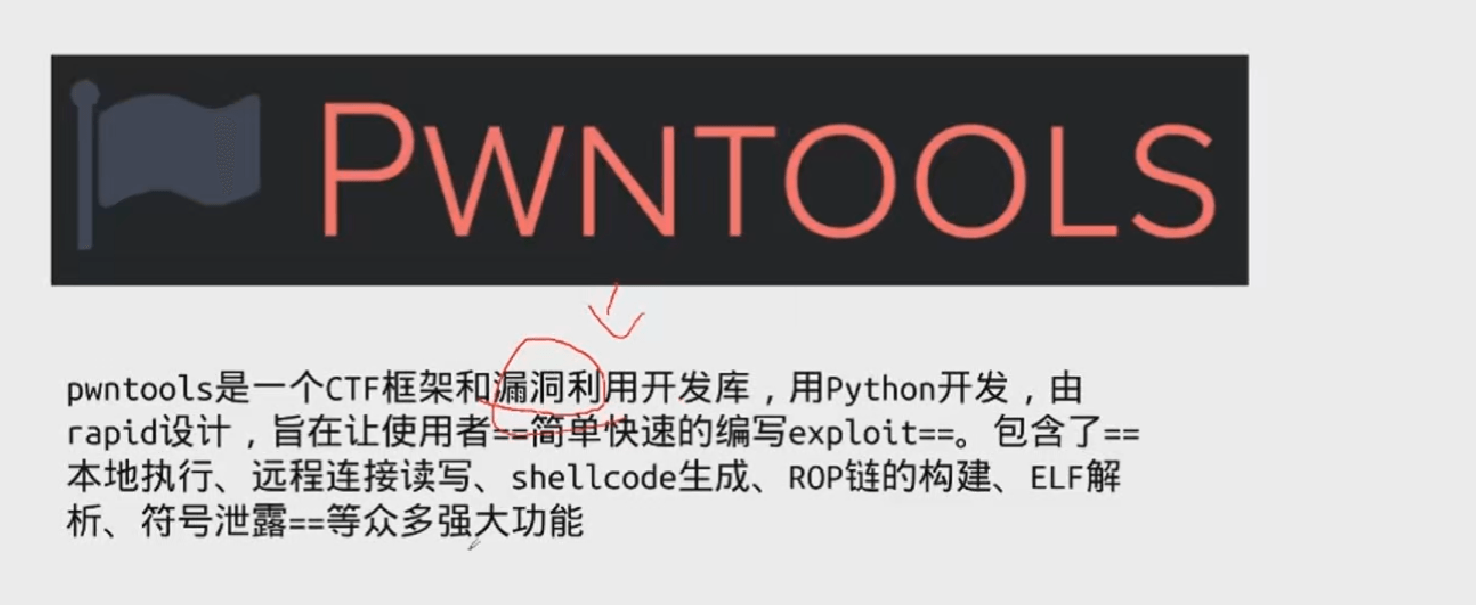 PWNTOOLS
pwntools是一个CTF框架和漏洞利用开发库，用Python开发，由
rapid设计，旨在让使用者==简单快速的编写exploit==。包含了==
本地执行、远程连接读写、shellcode生成、ROP链的构建、ELF解
析、符号泄露==等众多强大功能